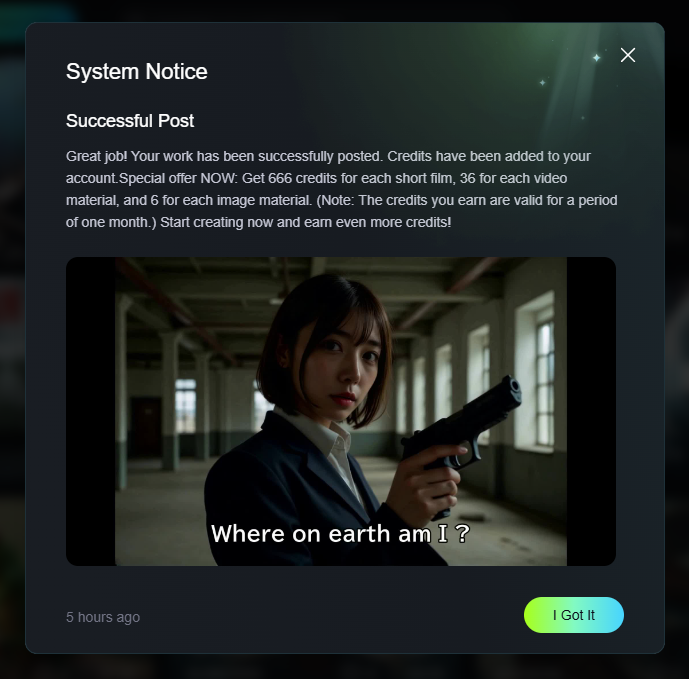 System Notice
Successful Post
Great job! Your work has been successfully posted. Credits have been added to your
account.Special offer NOW: Get 666 credits for each short film, 36 for each video
material, and 6 for each image material. (Note: The credits you earn are valid for a period
of one month.) Start creating now and earn even more credits!
Where on earth am I ?
5 hours ago
I Got It